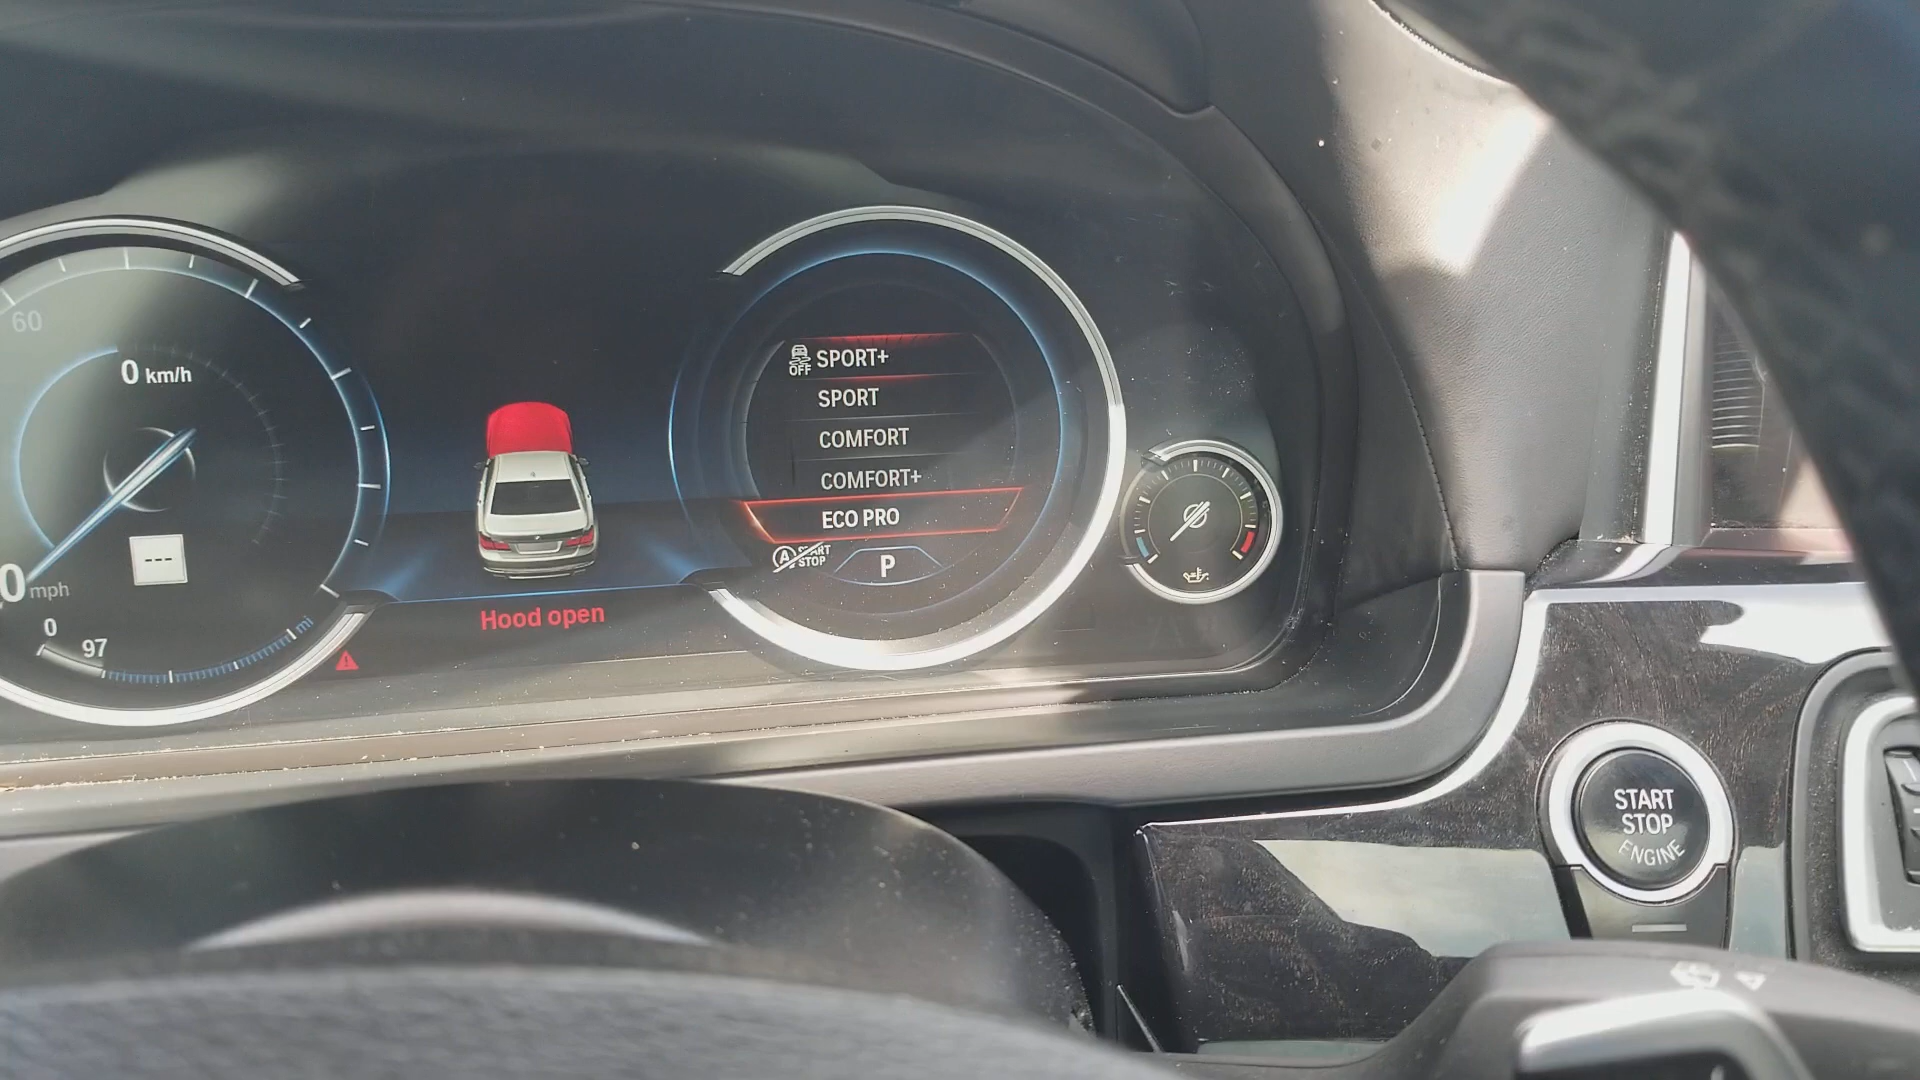 60
0 km/h
---
0 mph
0
97
mi
Hood open
OFF
SPORT+
SPORT
COMFORT
COMFORT+
ECO PRO
A START
STOP
P
START
STOP
ENGINE